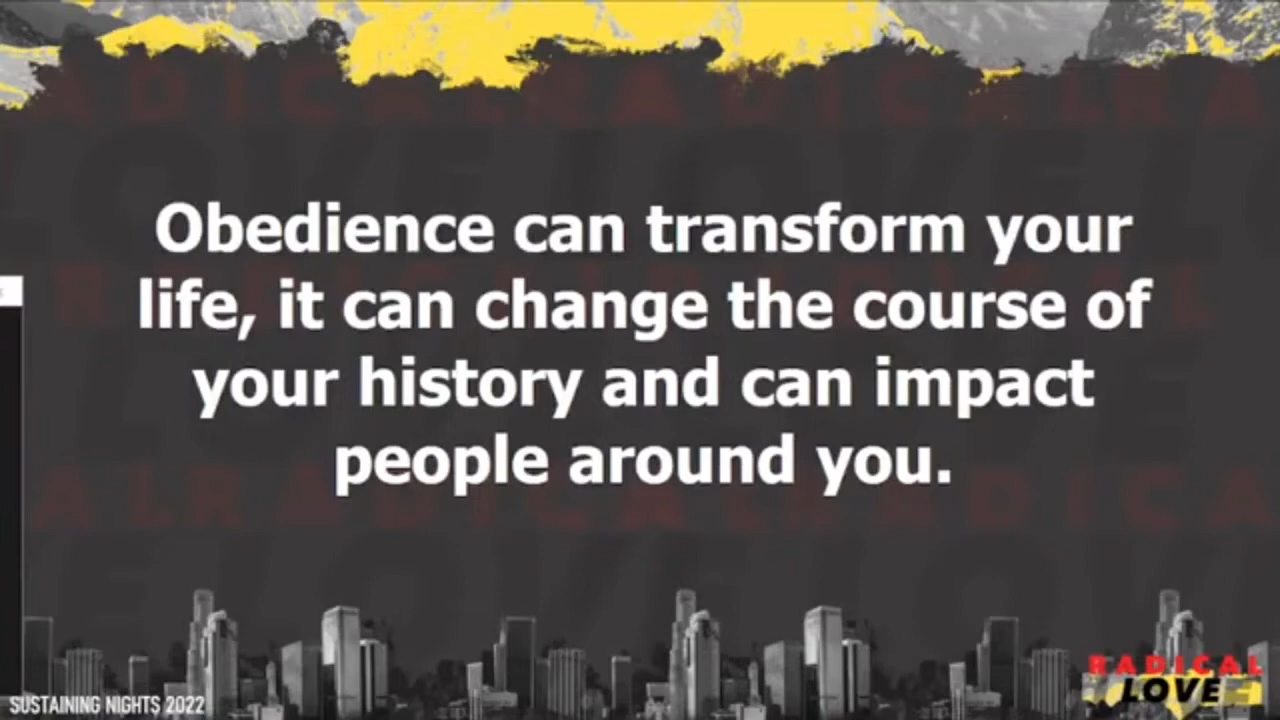 Obedience can transform your
life, it can change the course of
your history and can impact
people around you.
SUSTAINING NIGHTS 2022
RADICAL
LOVE